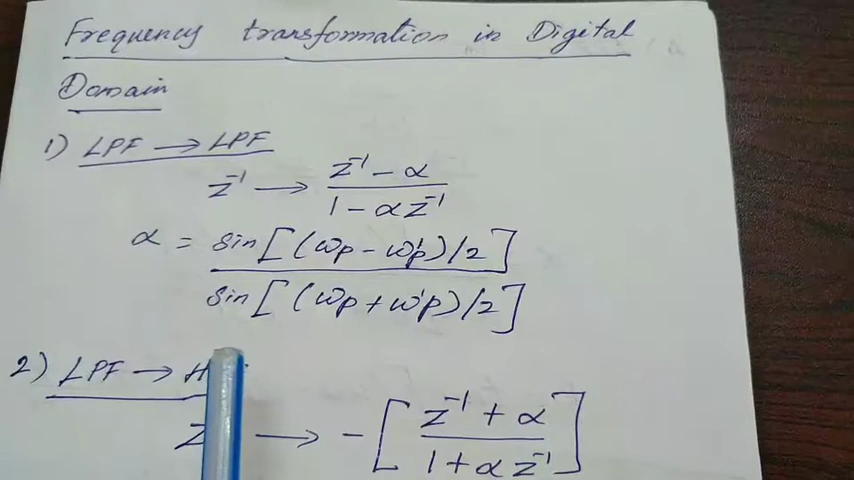 Frequency transformation in Digital
Domain
1) LPF → LPF
z⁻¹ → (z⁻¹ - α) / (1 - αz⁻¹)
α = sin[(ωp - ω'p)/2] / sin[(ωp + ω'p)/2]
2) LPF →
→ -[(z⁻¹ + α) / (1 + αz⁻¹)]